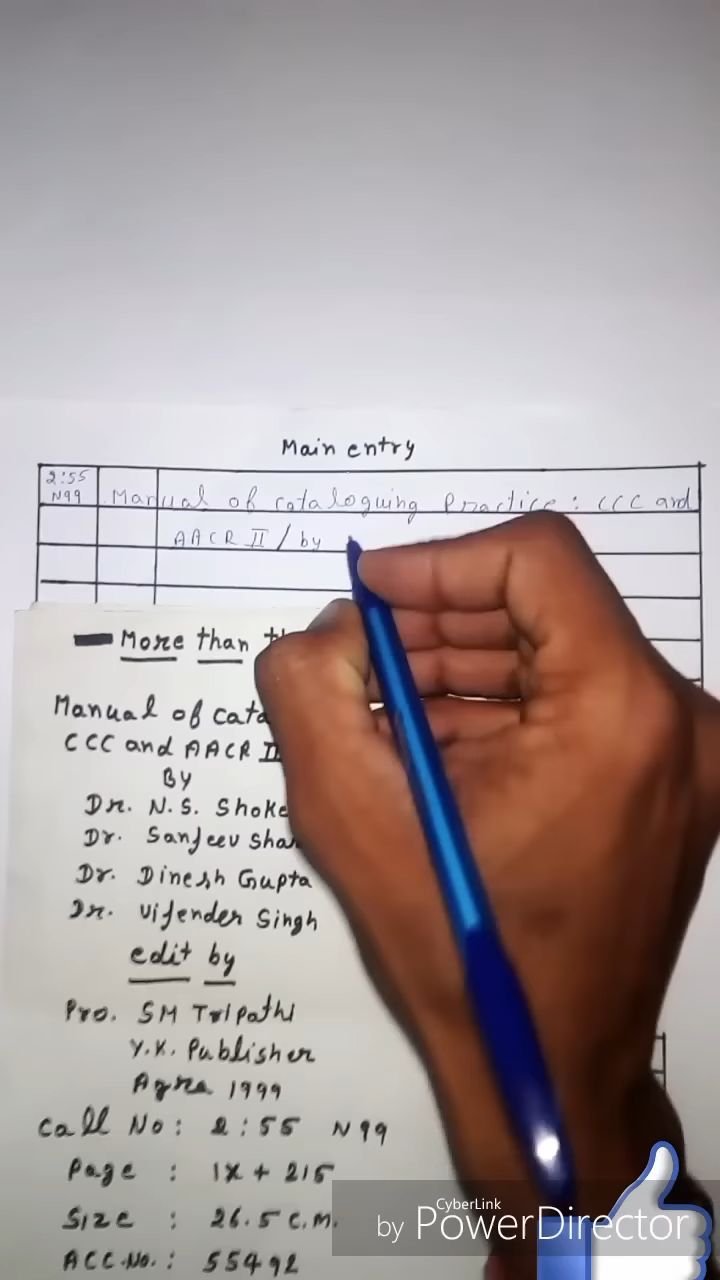 Main entry
2:55
N99
Manual of cataloguing Practice: CCC and
AACR II / by
More than
Manual of
CCC and AACR II
BY
Dr. N.S.
Dr. Sanjeev
Dr. Dinesh Gupta
Dr. Vijender Singh
edit by
Pro. SM Tripathi
Y.K. Publisher
Agra 1999
Call No: 2:55 N99
Page : IX + 215
Size : 26.5 C.M.
ACC.No.: 55492
CyberLink
by PowerDirector